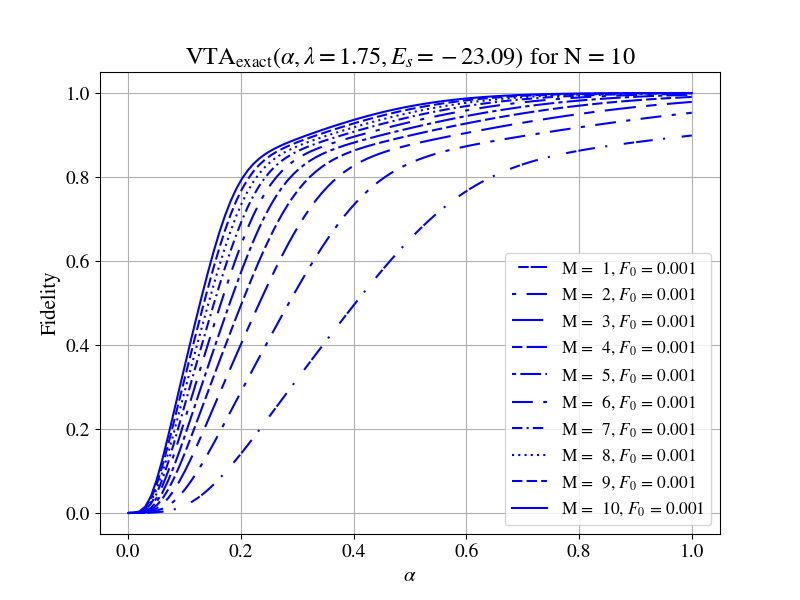 VTA_exact(α, λ = 1.75, E_s = −23.09) for N = 10
Fidelity
1.0
0.8
0.6
0.4
0.2
0.0
M = 1, F_0 = 0.001
M = 2, F_0 = 0.001
M = 3, F_0 = 0.001
M = 4, F_0 = 0.001
M = 5, F_0 = 0.001
M = 6, F_0 = 0.001
M = 7, F_0 = 0.001
M = 8, F_0 = 0.001
M = 9, F_0 = 0.001
M = 10, F_0 = 0.001
0.0 0.2 0.4 0.6 0.8 1.0
α